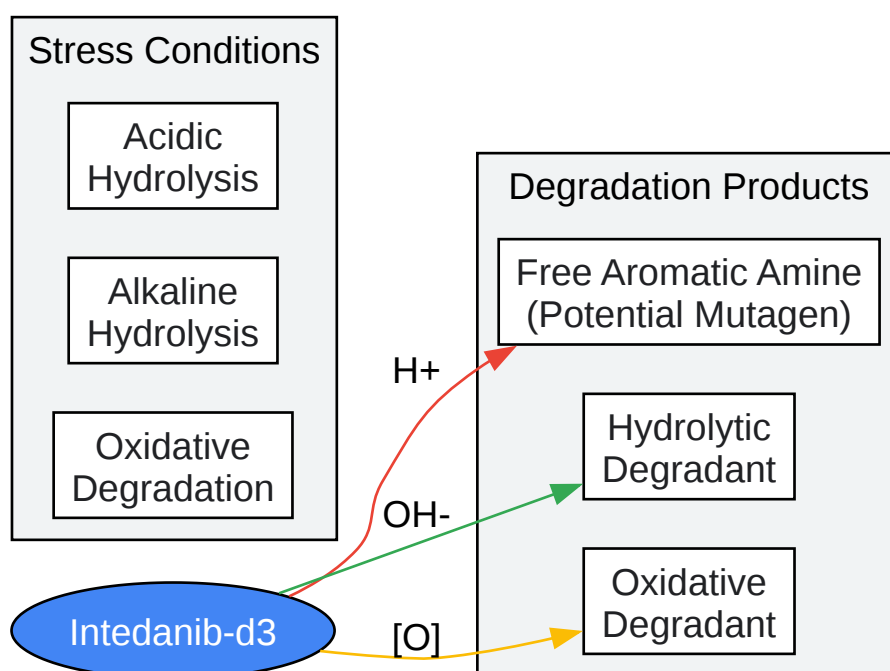 Stress Conditions
Acidic
Hydrolysis
Alkaline
Hydrolysis
Oxidative
Degradation
Intedanib-d3
H+
OH-
[O]
Degradation Products
Free Aromatic Amine
(Potential Mutagen)
Hydrolytic
Degradant
Oxidative
Degradant